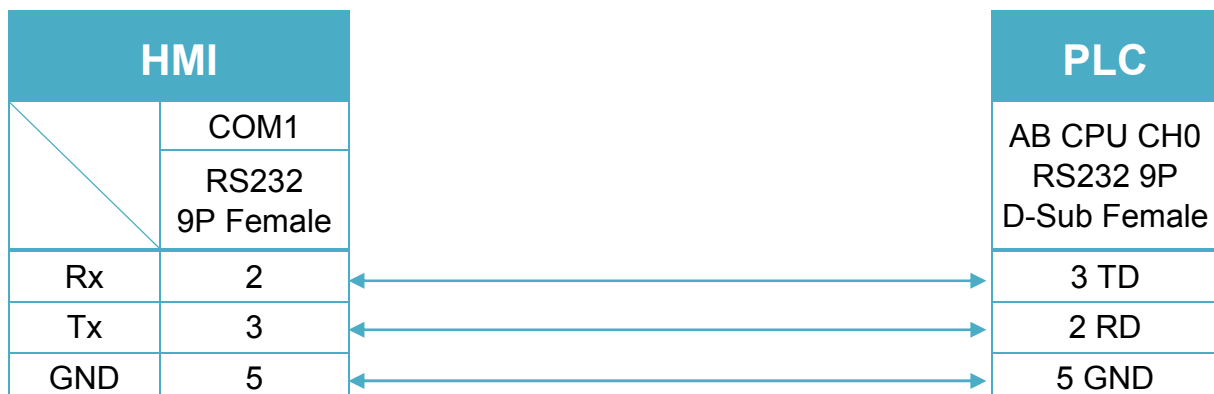 HMI
PLC
COM1
RS232
9P Female
AB CPU CH0
RS232 9P
D-Sub Female
Rx 2 3 TD
Tx 3 2 RD
GND 5 5 GND